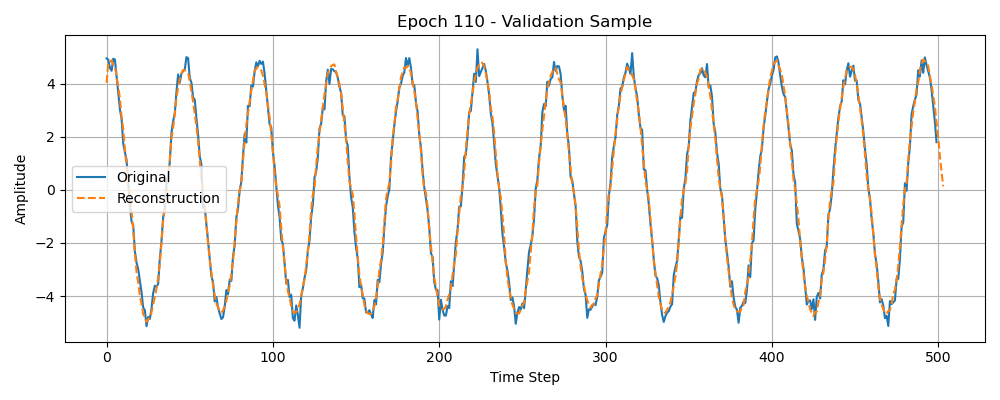 Epoch 110 - Validation Sample
Amplitude
4
2
0
−2
−4
Original
Reconstruction
0 100 200 300 400 500
Time Step